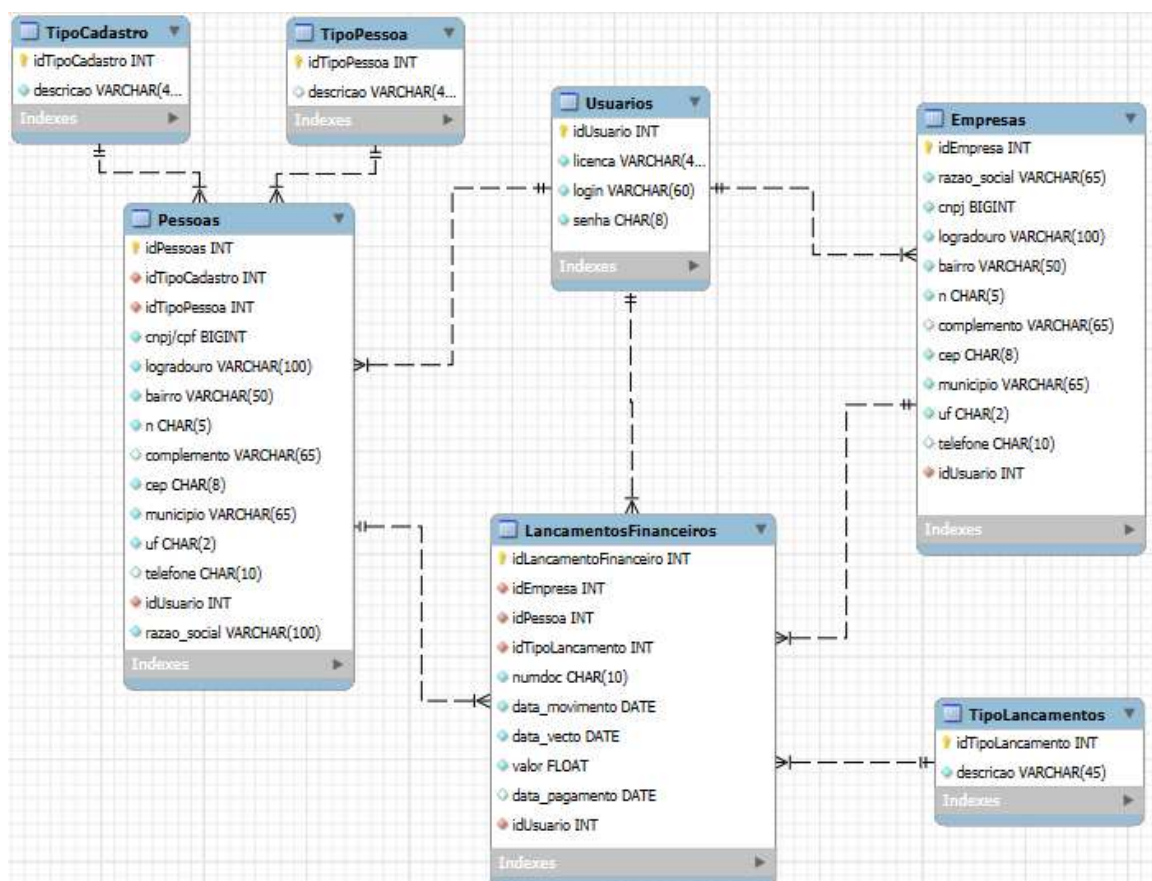 TipoCadastro
idTipoCadastro INT
descricao VARCHAR(4...
Indexes
TipoPessoa
idTipoPessoa INT
descricao VARCHAR(4...
Indexes
Usuarios
idUsuario INT
licenca VARCHAR(4...
login VARCHAR(60)
senha CHAR(8)
Indexes
Empresas
idEmpresa INT
razao_social VARCHAR(65)
cnpj BIGINT
logradouro VARCHAR(100)
bairro VARCHAR(50)
n CHAR(5)
complemento VARCHAR(65)
cep CHAR(8)
municipio VARCHAR(65)
uf CHAR(2)
telefone CHAR(10)
idUsuario INT
Indexes
Pessoas
idPessoas INT
idTipoCadastro INT
idTipoPessoa INT
cnpj/cpf BIGINT
logradouro VARCHAR(100)
bairro VARCHAR(50)
n CHAR(5)
complemento VARCHAR(65)
cep CHAR(8)
municipio VARCHAR(65)
uf CHAR(2)
telefone CHAR(10)
idUsuario INT
razao_social VARCHAR(100)
Indexes
LancamentosFinanceiros
idLancamentoFinanceiro INT
idEmpresa INT
idPessoa INT
idTipoLancamento INT
numdoc CHAR(10)
data_movimento DATE
data_vecto DATE
valor FLOAT
data_pagamento DATE
idUsuario INT
Indexes
TipoLancamentos
idTipoLancamento INT
descricao VARCHAR(45)
Indexes